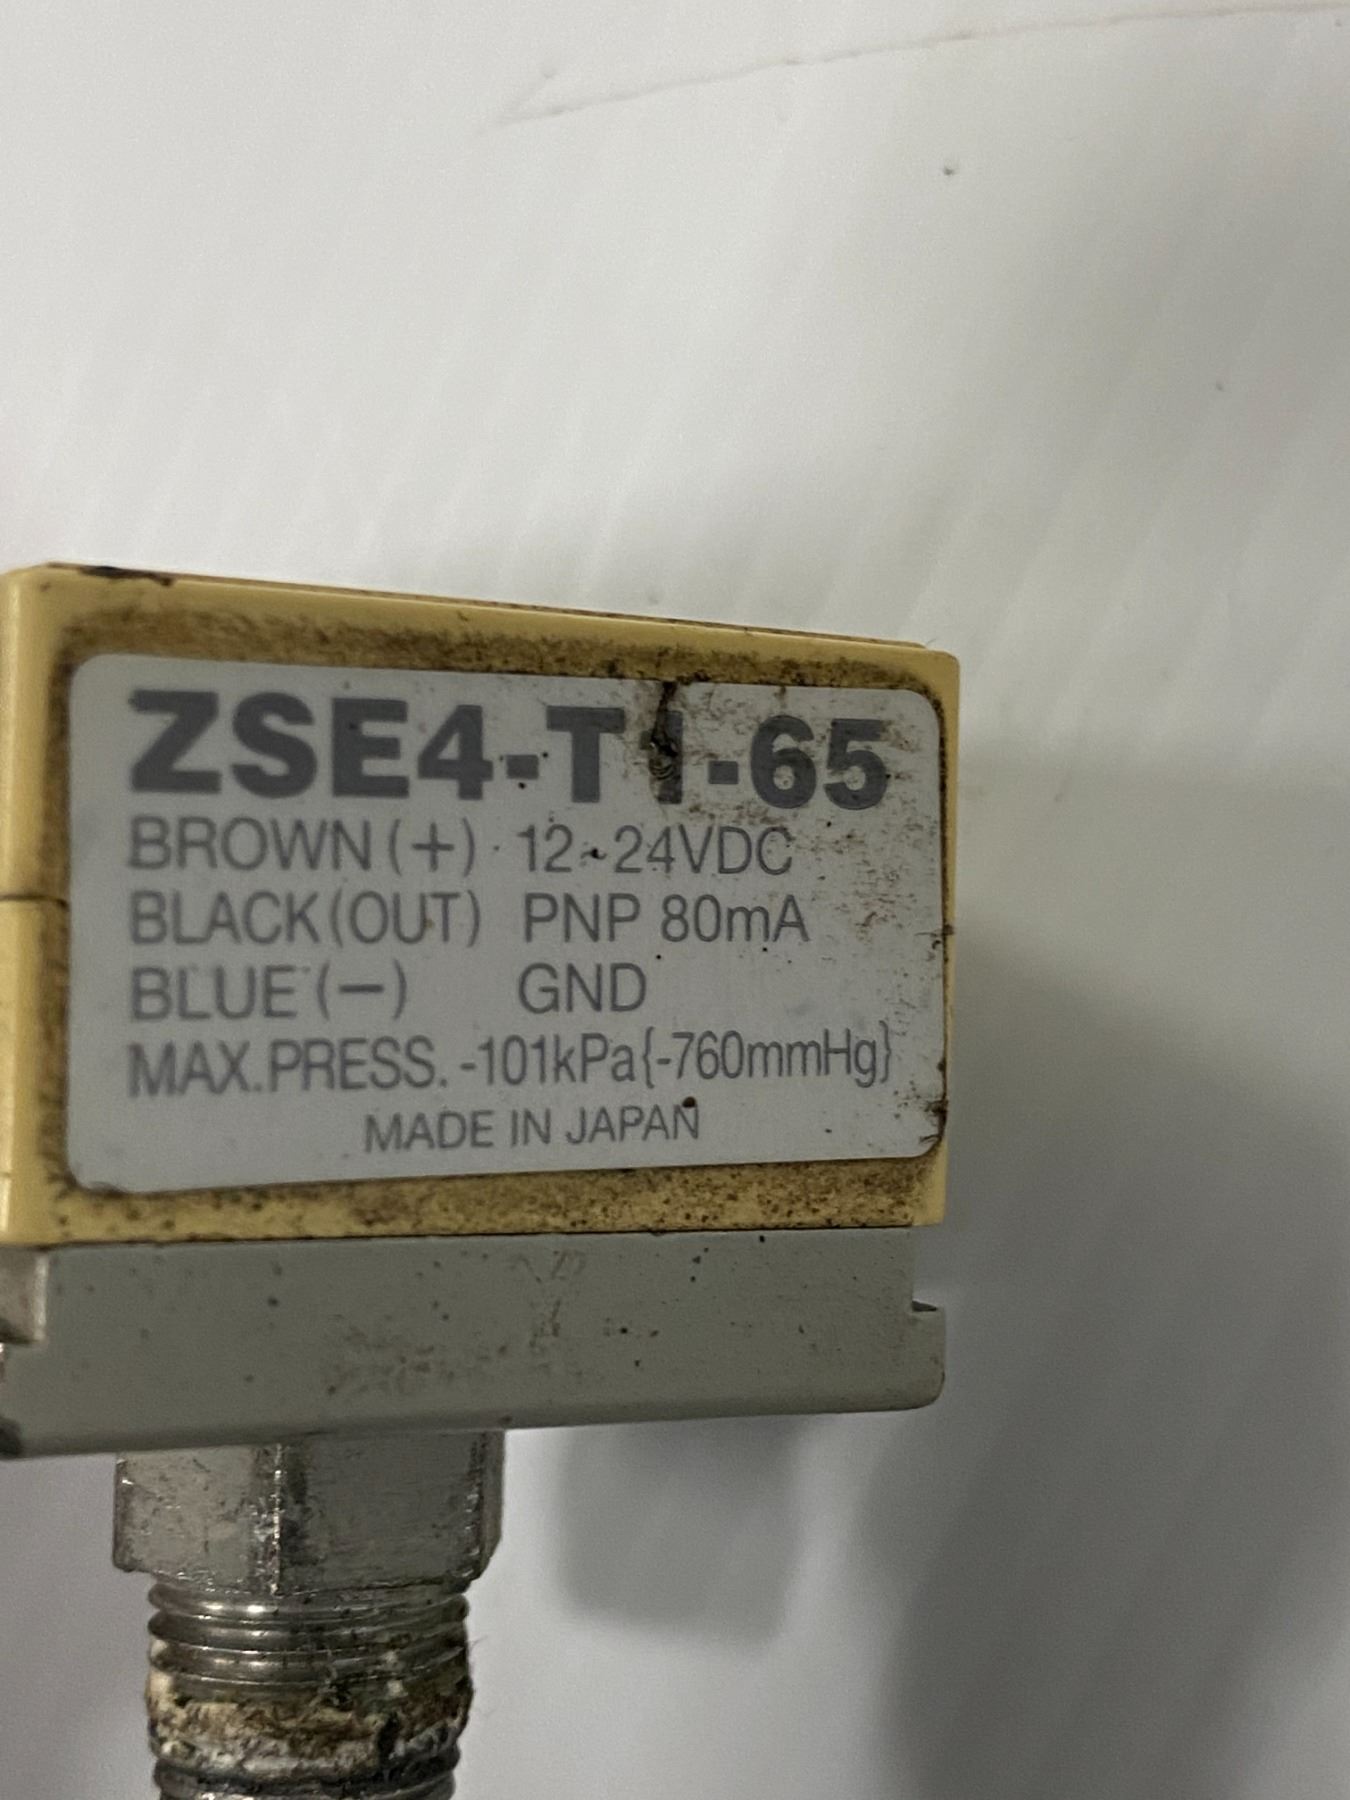 ZSE4-T1-65
BROWN (+) 12~24VDC
BLACK (OUT) PNP 80mA
BLUE (−) GND
MAX.PRESS. -101kPa{-760mmHg}
MADE IN JAPAN